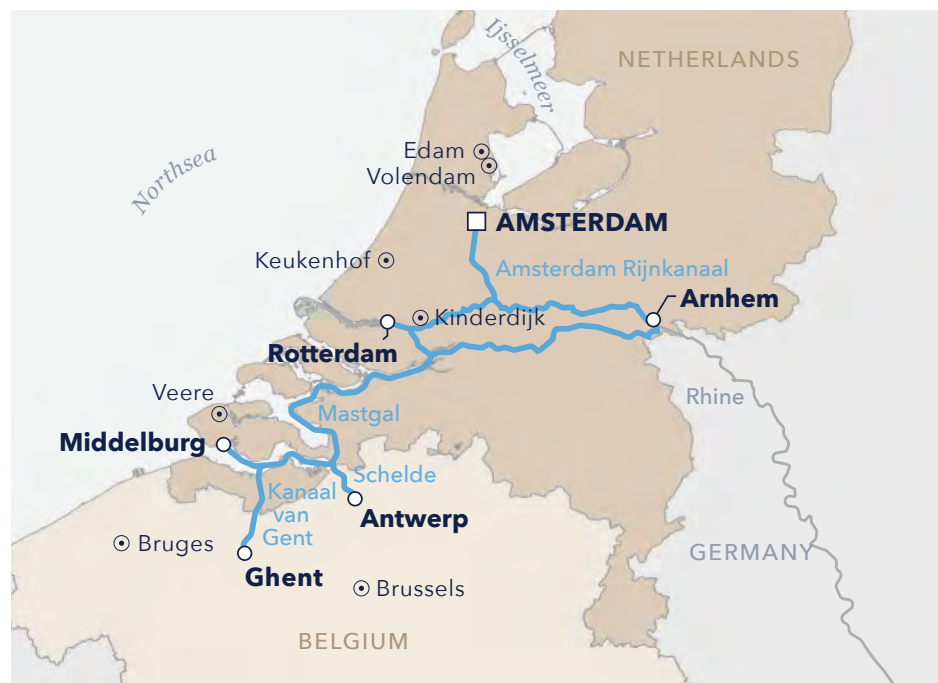 Ijsselmeer
NETHERLANDS
Northsea
Edam
Volendam
AMSTERDAM
Keukenhof
Amsterdam Rijnkanaal
Arnhem
Kinderdijk
Rotterdam
Veere
Mastgal
Rhine
Middelburg
Schelde
Kanaal
van
Gent
Antwerp
Bruges
GERMANY
Ghent
Brussels
BELGIUM